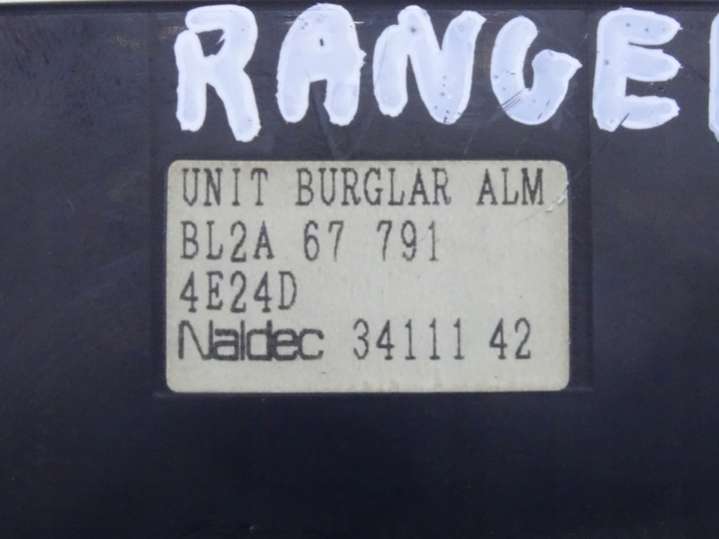 RANGE
UNIT BURGLAR ALM
BL2A 67 791
4E24D
Naldec 34111 42